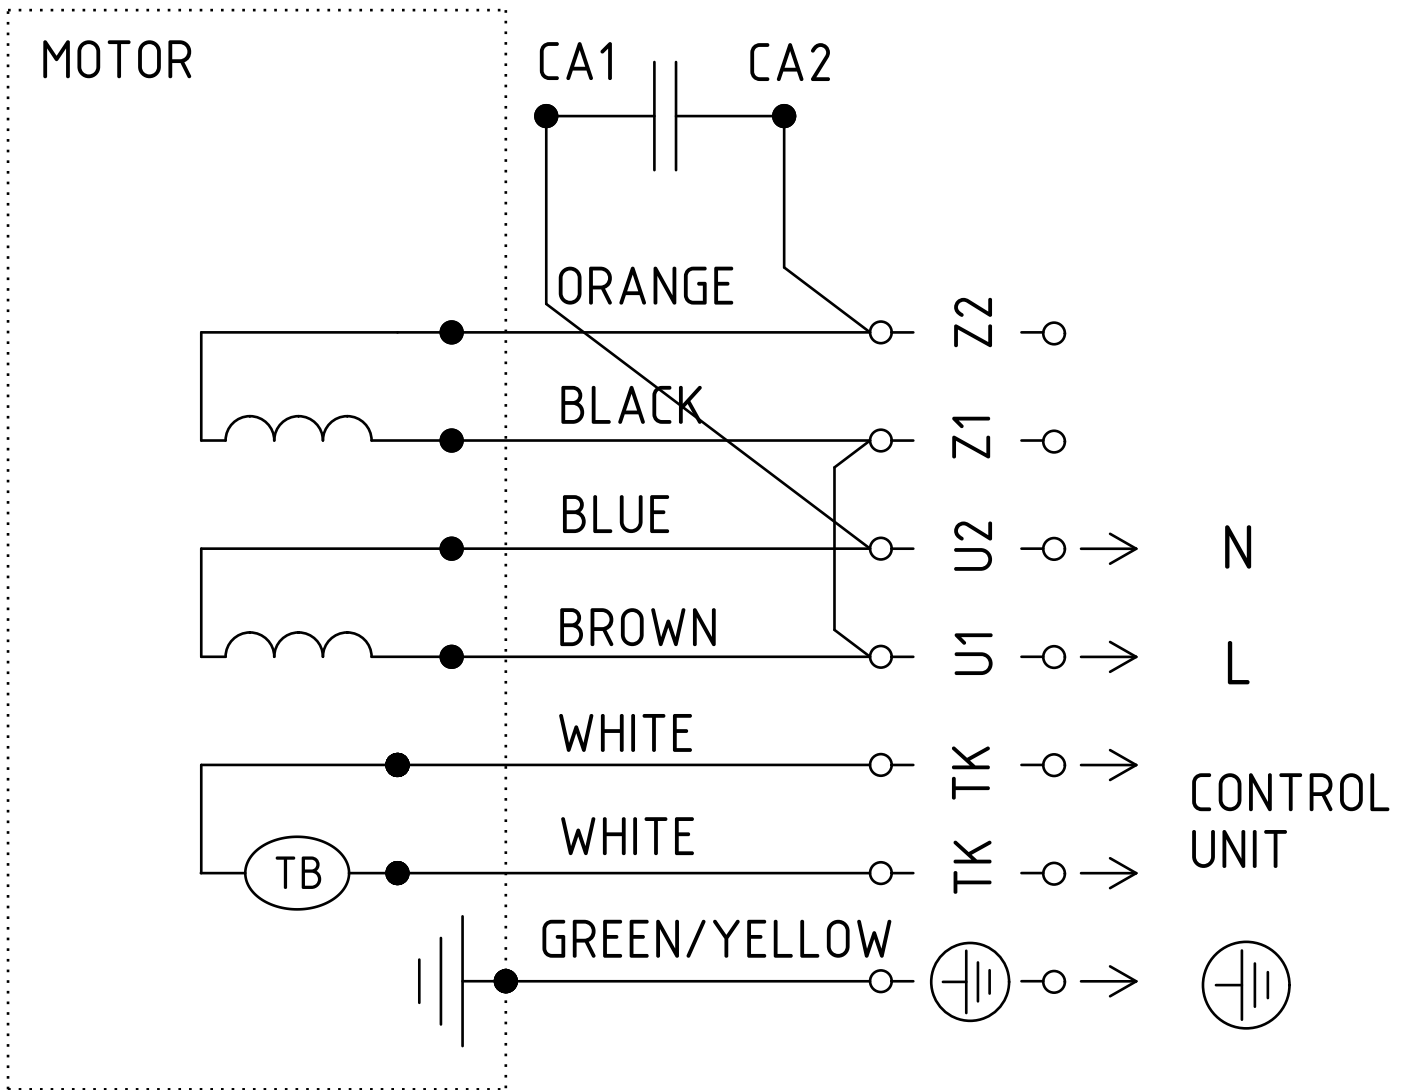 MOTOR
CA1
CA2
ORANGE
Z2
BLACK
Z1
BLUE
U2
N
BROWN
U1
L
WHITE
TK
CONTROL
UNIT
WHITE
TK
TB
GREEN/YELLOW